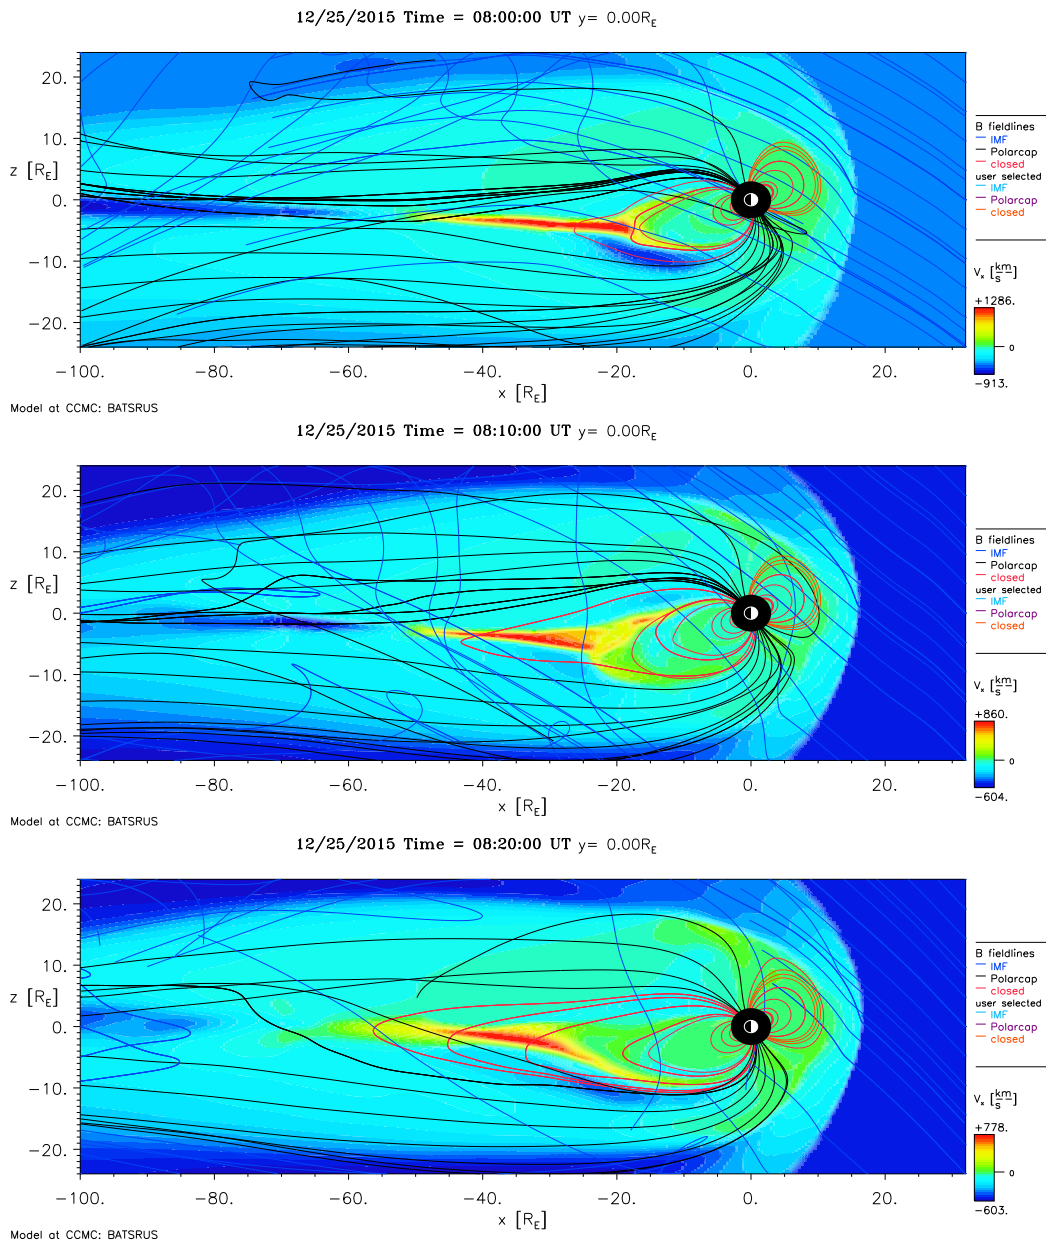 12/25/2015 Time = 08:00:00 UT y= 0.00R_E
20.
10.
z [R_E] 0.
-10.
-20.
-100. -80. -60. -40. -20. 0. 20.
x [R_E]
B fieldlines
IMF
Polarcap
closed
user selected
IMF
Polarcap
closed
V_x [km/s]
+1286.
0
-913.
Model at CCMC: BATSRUS
12/25/2015 Time = 08:10:00 UT y= 0.00R_E
20.
10.
z [R_E] 0.
-10.
-20.
-100. -80. -60. -40. -20. 0. 20.
x [R_E]
B fieldlines
IMF
Polarcap
closed
user selected
IMF
Polarcap
closed
V_x [km/s]
+860.
0
-604.
Model at CCMC: BATSRUS
12/25/2015 Time = 08:20:00 UT y= 0.00R_E
20.
10.
z [R_E] 0.
-10.
-20.
-100. -80. -60. -40. -20. 0. 20.
x [R_E]
B fieldlines
IMF
Polarcap
closed
user selected
IMF
Polarcap
closed
V_x [km/s]
+778.
0
-603.
Model at CCMC: BATSRUS